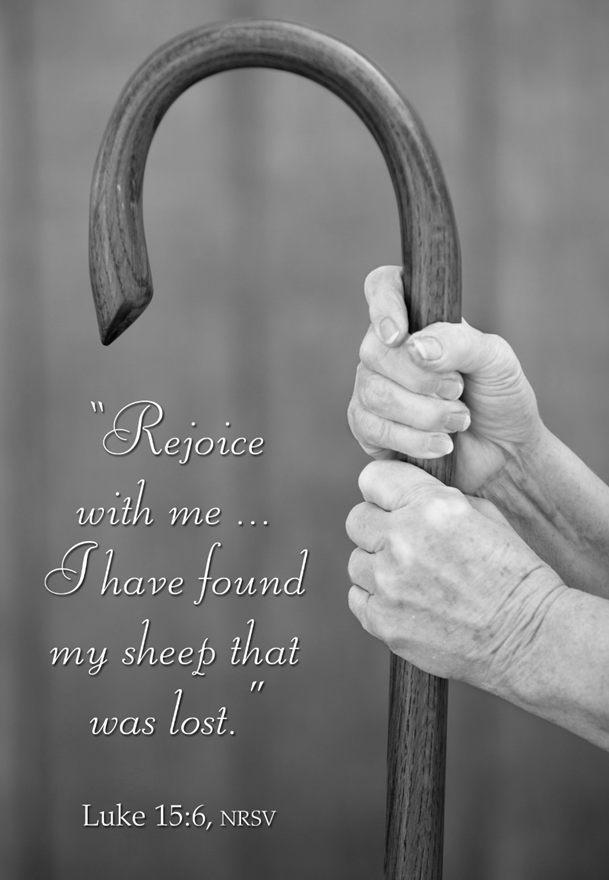 “Rejoice
with me ...
I have found
my sheep that
was lost.”
Luke 15:6, NRSV